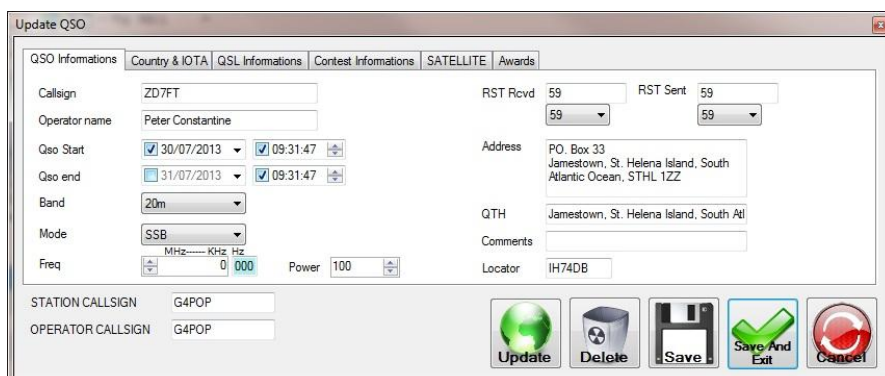 Update QSO
QSO Informations Country & IOTA QSL Informations Contest Informations SATELLITE Awards
Callsign ZD7FT
Operator name Peter Constantine
Qso Start 30/07/2013 09:31:47
Qso end 31/07/2013 09:31:47
Band 20m
Mode SSB
MHz------ KHz Hz
Freq 0 000 Power 100
RST Rcvd 59 RST Sent 59
59 59
Address PO. Box 33
Jamestown, St. Helena Island, South
Atlantic Ocean, STHL 1ZZ
QTH Jamestown, St. Helena Island, South Atl
Comments
Locator IH74DB
STATION CALLSIGN G4POP
OPERATOR CALLSIGN G4POP
Update Delete Save Save And Exit Cancel